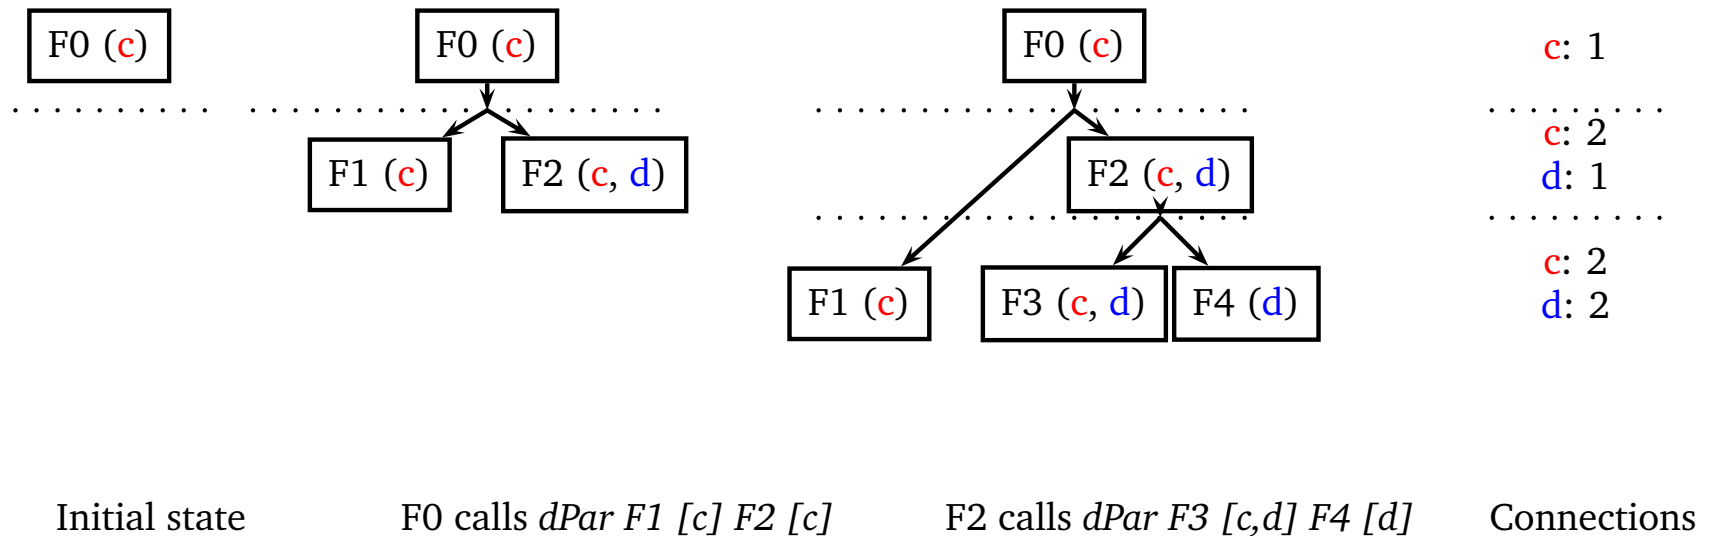 F0 (c)
F0 (c)
F0 (c)
c: 1
F1 (c)
F2 (c, d)
F2 (c, d)
c: 2
d: 1
F1 (c)
F3 (c, d)
F4 (d)
c: 2
d: 2
Initial state
F0 calls dPar F1 [c] F2 [c]
F2 calls dPar F3 [c,d] F4 [d]
Connections